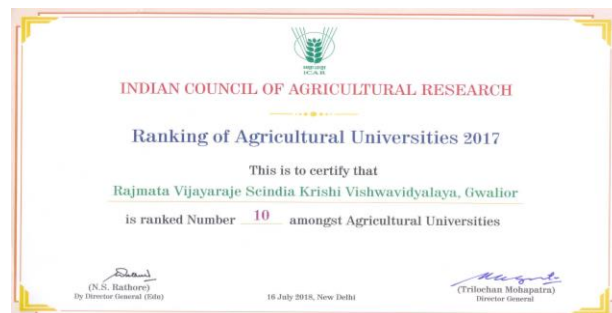 ICAR
INDIAN COUNCIL OF AGRICULTURAL RESEARCH
Ranking of Agricultural Universities 2017
This is to certify that
Rajmata Vijayaraje Scindia Krishi Vishwavidyalaya, Gwalior
is ranked Number 10 amongst Agricultural Universities
(N.S. Rathore)
Dy Director General (Edu)
16 July 2018, New Delhi
(Trilochan Mohapatra)
Director General